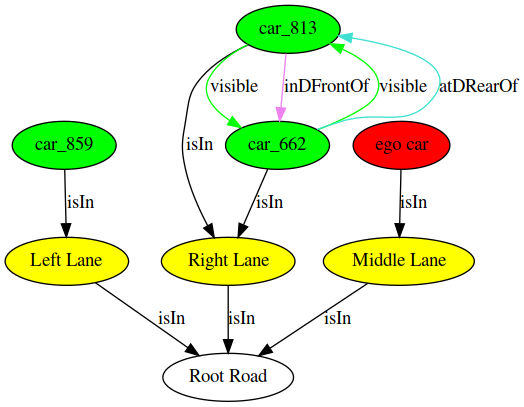 car_813
visible inDFrontOf visible atDRearOf
car_859 isIn car_662 ego car
isIn isIn isIn
Left Lane Right Lane Middle Lane
isIn isIn isIn
Root Road